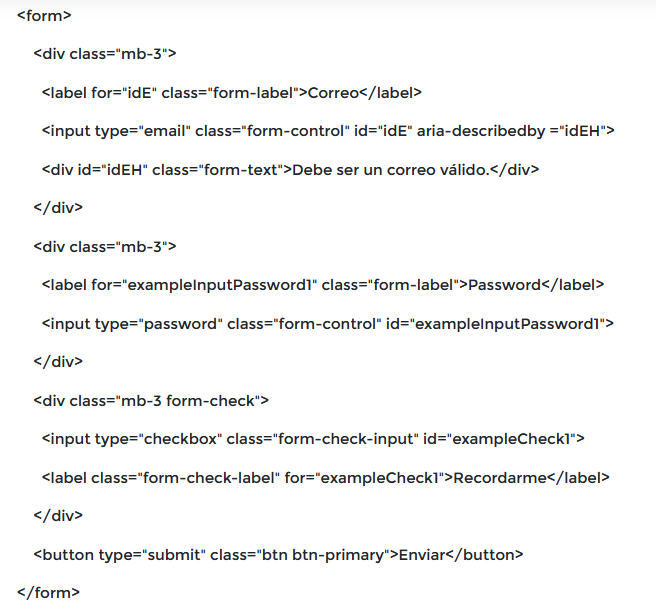 <form>
<div class="mb-3">
<label for="idE" class="form-label">Correo</label>
<input type="email" class="form-control" id="idE" aria-describedby ="idEH">
<div id="idEH" class="form-text">Debe ser un correo válido.</div>
</div>
<div class="mb-3">
<label for="exampleInputPassword1" class="form-label">Password</label>
<input type="password" class="form-control" id="exampleInputPassword1">
</div>
<div class="mb-3 form-check">
<input type="checkbox" class="form-check-input" id="exampleCheck1">
<label class="form-check-label" for="exampleCheck1">Recordarme</label>
</div>
<button type="submit" class="btn btn-primary">Enviar</button>
</form>